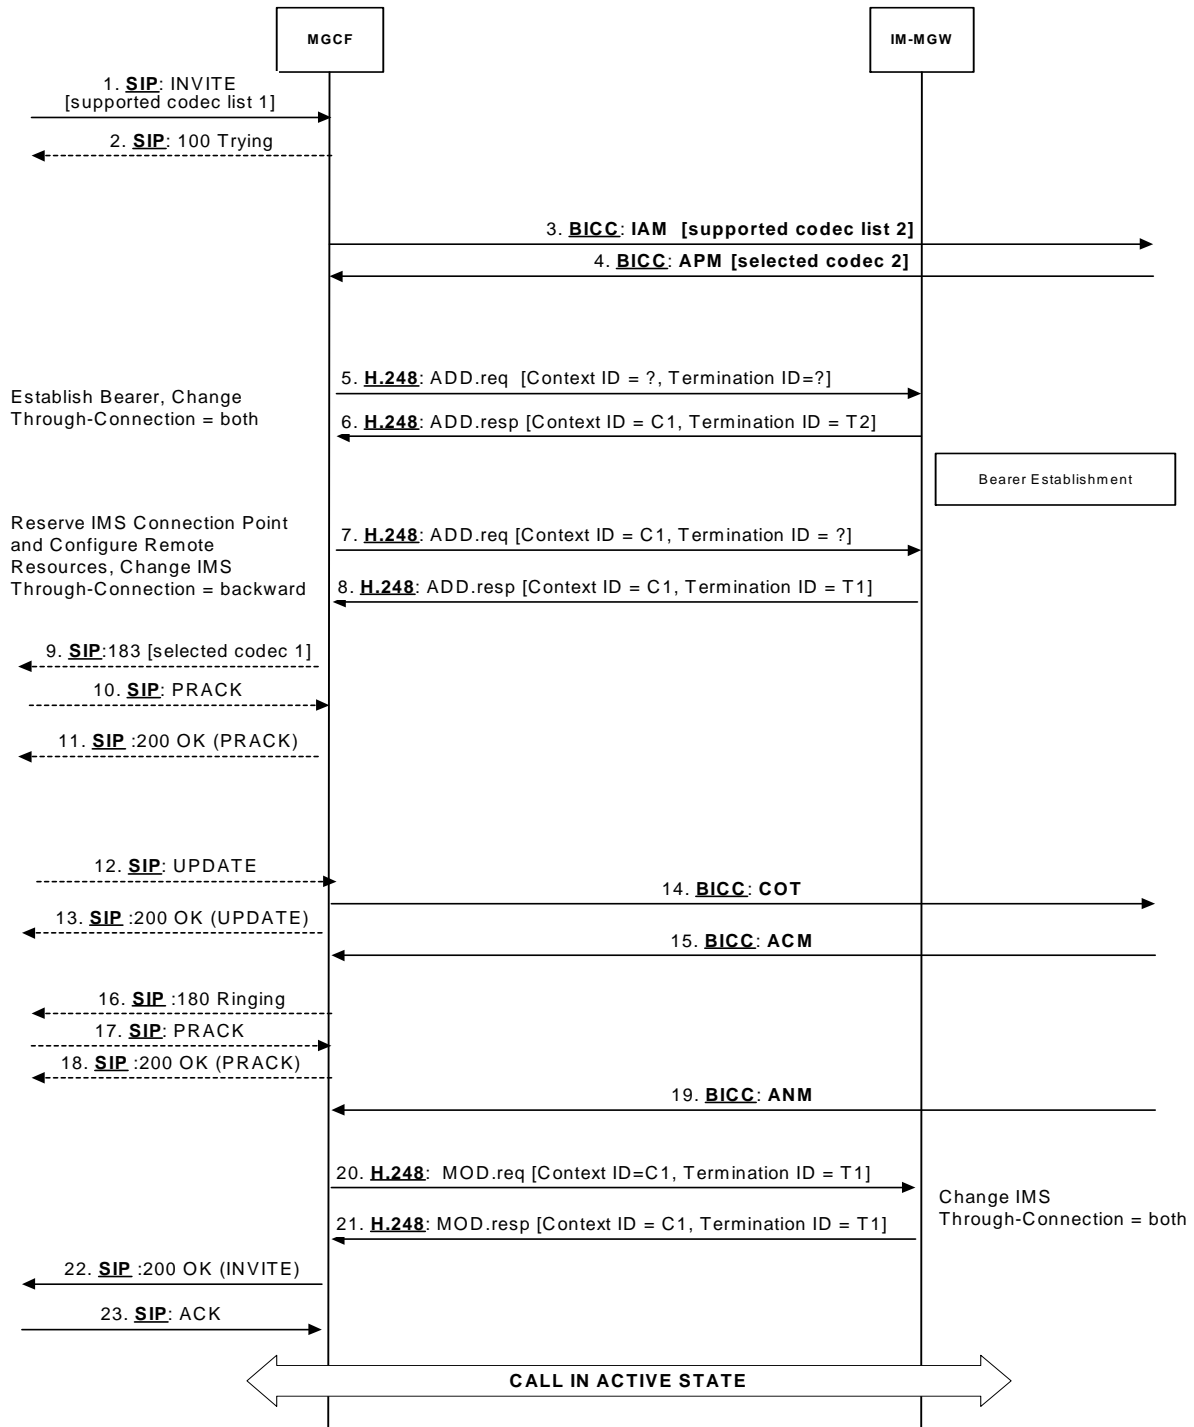 MGCF
IM-MGW
1. SIP: INVITE
[supported codec list 1]
2. SIP: 100 Trying
3. BICC: IAM [supported codec list 2]
4. BICC: APM [selected codec 2]
5. H.248: ADD.req [Context ID = ?, Termination ID=?]
Establish Bearer, Change
Through-Connection = both
6. H.248: ADD.resp [Context ID = C1, Termination ID = T2]
Bearer Establishment
Reserve IMS Connection Point
and Configure Remote
Resources, Change IMS
Through-Connection = backward
7. H.248: ADD.req [Context ID = C1, Termination ID = ?]
8. H.248: ADD.resp [Context ID = C1, Termination ID = T1]
9. SIP:183 [selected codec 1]
10. SIP: PRACK
11. SIP :200 OK (PRACK)
12. SIP: UPDATE
14. BICC: COT
13. SIP :200 OK (UPDATE)
15. BICC: ACM
16. SIP :180 Ringing
17. SIP: PRACK
18. SIP :200 OK (PRACK)
19. BICC: ANM
20. H.248: MOD.req [Context ID=C1, Termination ID = T1]
Change IMS
Through-Connection = both
21. H.248: MOD.resp [Context ID = C1, Termination ID = T1]
22. SIP :200 OK (INVITE)
23. SIP: ACK
CALL IN ACTIVE STATE